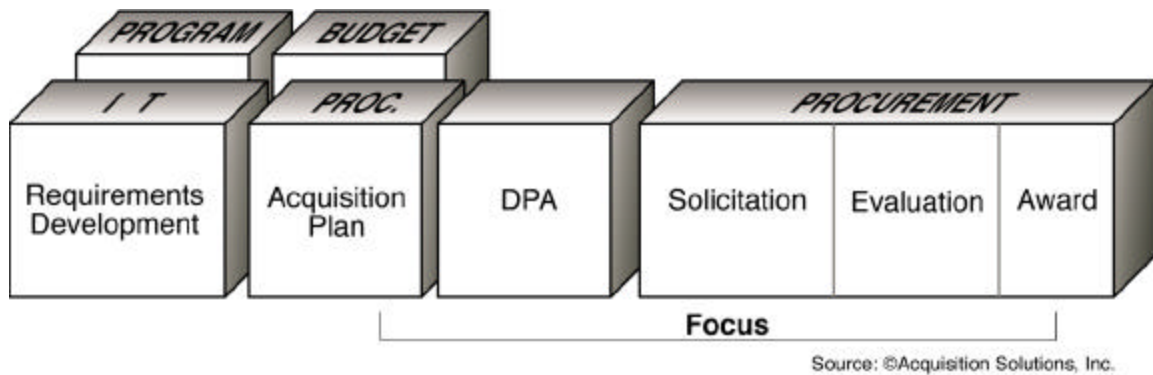 PROGRAM BUDGET
I T PROC. PROCUREMENT
Requirements
Development
Acquisition
Plan
DPA
Solicitation
Evaluation
Award
Focus
Source: ©Acquisition Solutions, Inc.